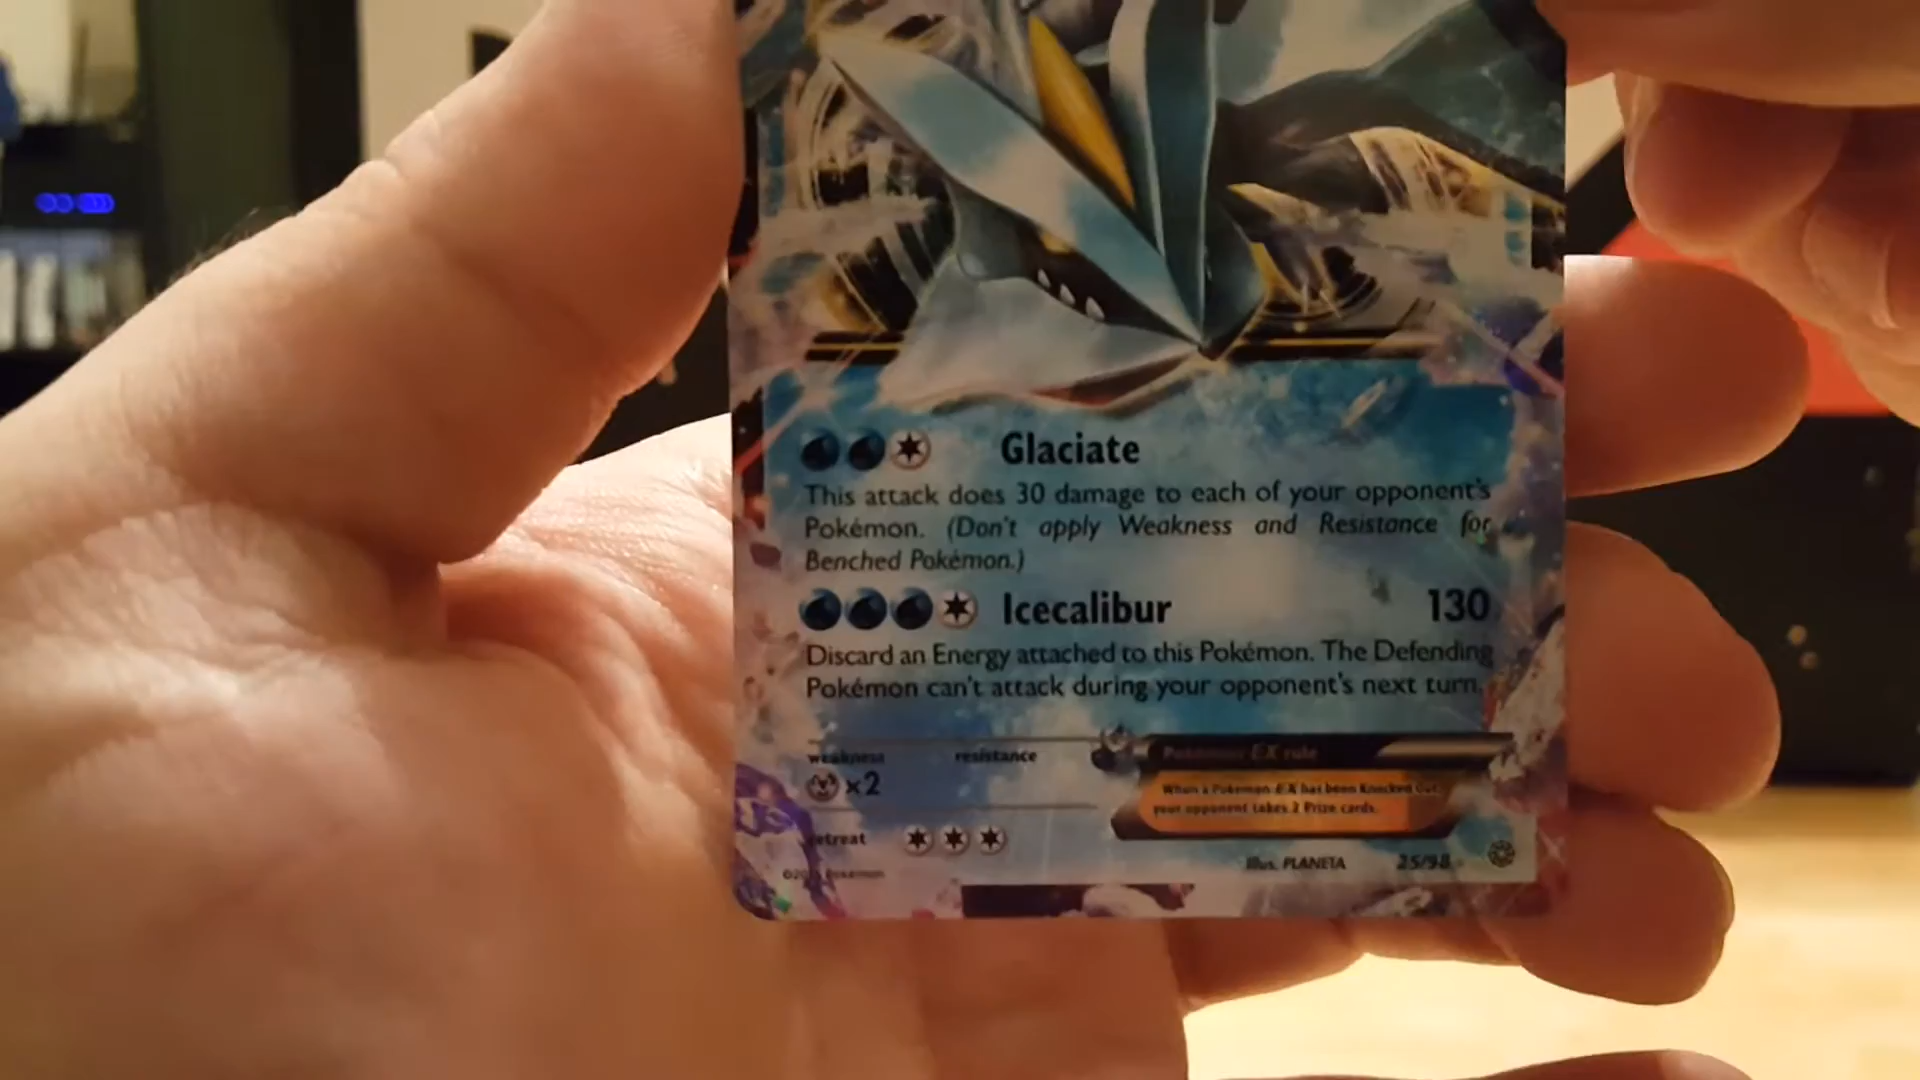 Glaciate
This attack does 30 damage to each of your opponent's
Pokémon. (Don't apply Weakness and Resistance for
Benched Pokémon.)
Icecalibur 130
Discard an Energy attached to this Pokémon. The Defending
Pokémon can't attack during your opponent's next turn.
weakness resistance
×2
Pokémon-EX rule
When a Pokémon-EX has been Knocked Out,
your opponent takes 2 Prize cards.
retreat
Illus. PLANETA 25/98
Pokémon